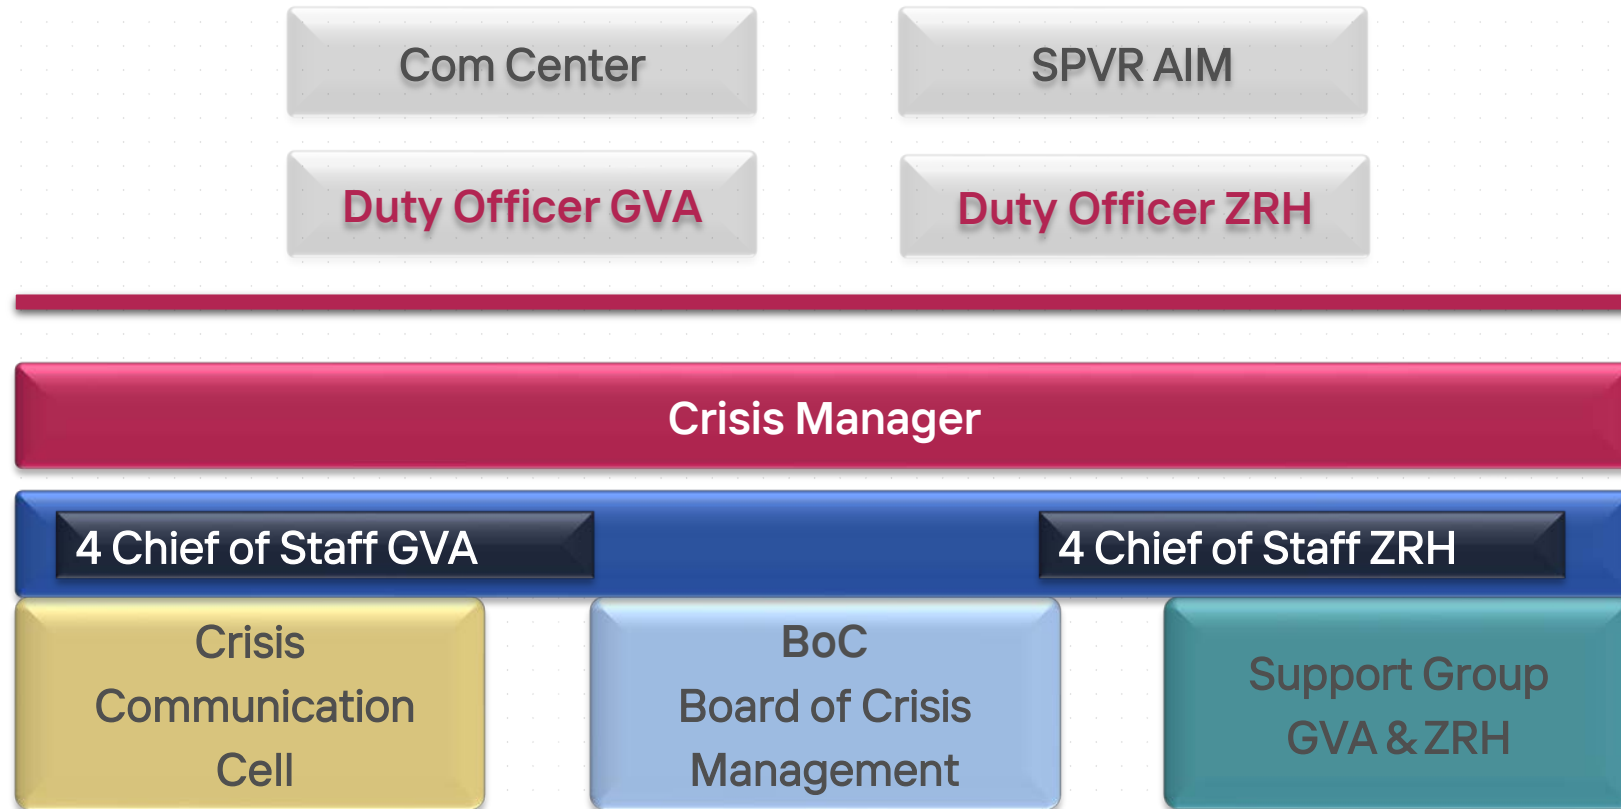 Com Center
SPVR AIM
Duty Officer GVA
Duty Officer ZRH
Crisis Manager
4 Chief of Staff GVA
4 Chief of Staff ZRH
Crisis
Communication
Cell
BoC
Board of Crisis
Management
Support Group
GVA & ZRH